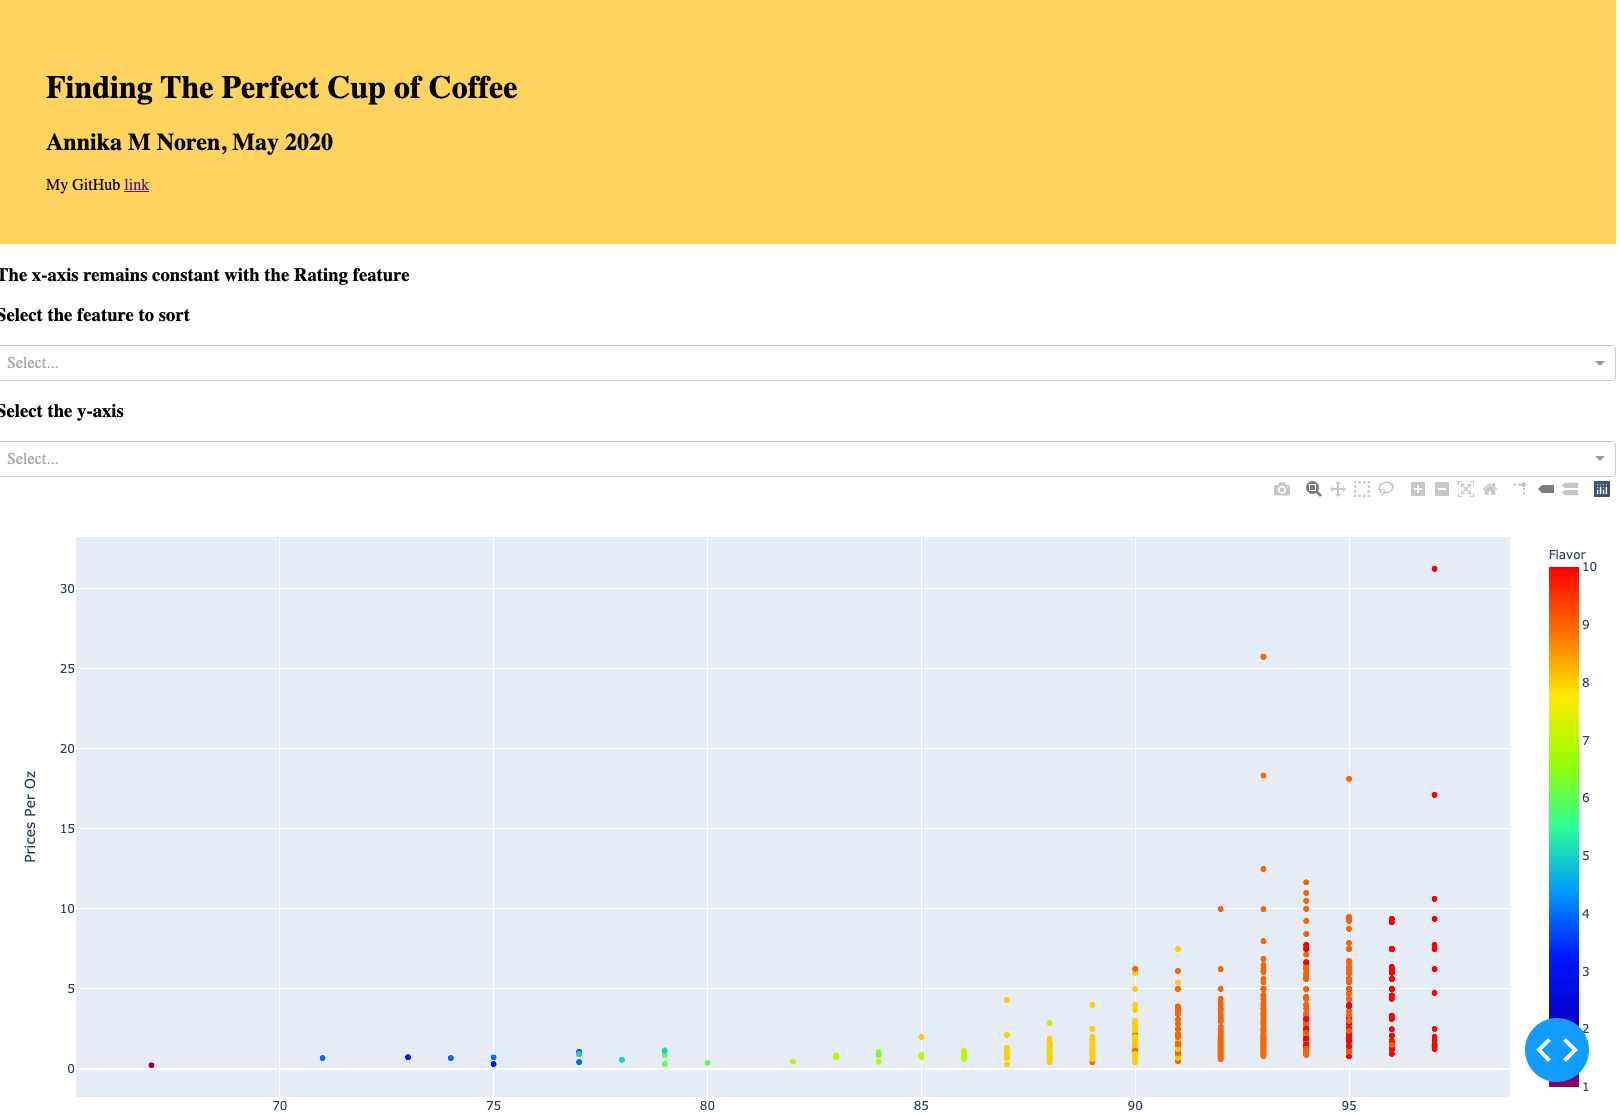 Finding The Perfect Cup of Coffee
Annika M Noren, May 2020
My GitHub link
The x-axis remains constant with the Rating feature
Select the feature to sort
Select...
Select the y-axis
Select...
Flavor
10
9
8
7
6
5
4
3
2
1
30
25
20
15
10
5
0
Prices Per Oz
70
75
80
85
90
95